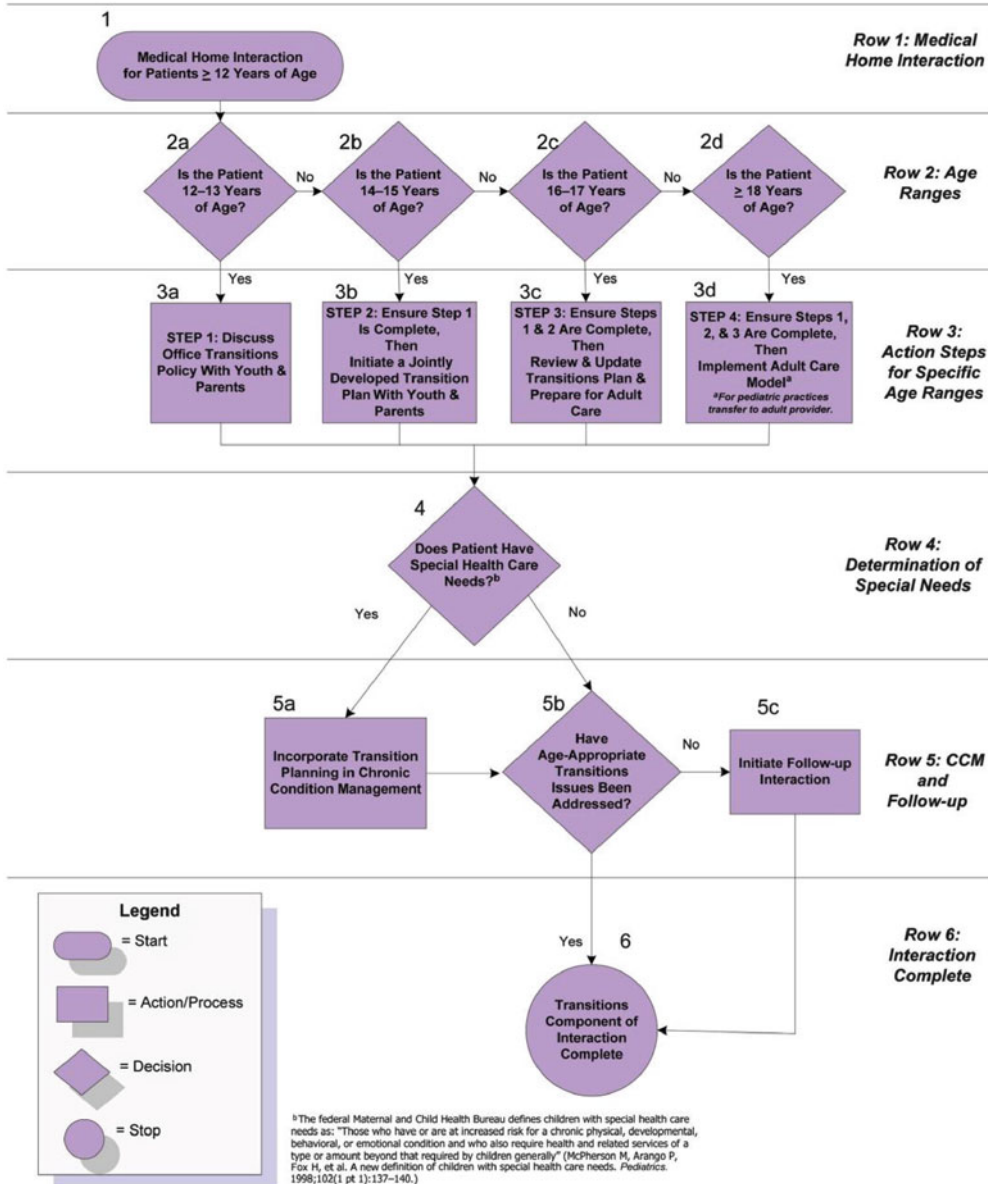 1
Medical Home Interaction
for Patients ≥ 12 Years of Age
Row 1: Medical
Home Interaction
2a
Is the Patient
12–13 Years
of Age?
No
2b
Is the Patient
14–15 Years
of Age?
No
2c
Is the Patient
16–17 Years
of Age?
No
2d
Is the Patient
≥ 18 Years
of Age?
Row 2: Age
Ranges
Yes
Yes
Yes
Yes
3a
STEP 1: Discuss
Office Transitions
Policy With Youth &
Parents
3b
STEP 2: Ensure Step 1
Is Complete,
Then
Initiate a Jointly
Developed Transition
Plan With Youth &
Parents
3c
STEP 3: Ensure Steps
1 & 2 Are Complete,
Then
Review & Update
Transitions Plan &
Prepare for Adult
Care
3d
STEP 4: Ensure Steps 1,
2, & 3 Are Complete,
Then
Implement Adult Care
Modelᵃ
ᵃFor pediatric practices
transfer to adult provider.
Row 3:
Action Steps
for Specific
Age Ranges
4
Does Patient Have
Special Health Care
Needs?ᵇ
Yes
No
Row 4:
Determination of
Special Needs
5a
Incorporate Transition
Planning in Chronic
Condition Management
5b
Have
Age-Appropriate
Transitions
Issues Been
Addressed?
No
5c
Initiate Follow-up
Interaction
Row 5: CCM
and
Follow-up
Yes
6
Transitions
Component of
Interaction
Complete
Row 6:
Interaction
Complete
Legend
= Start
= Action/Process
= Decision
= Stop
ᵇThe federal Maternal and Child Health Bureau defines children with special health care
needs as: "Those who have or are at increased risk for a chronic physical, developmental,
behavioral, or emotional condition and who also require health and related services of a
type or amount beyond that required by children generally" (McPherson M, Arango P,
Fox H, et al. A new definition of children with special health care needs. Pediatrics.
1998;102(1 pt 1):137–140.)